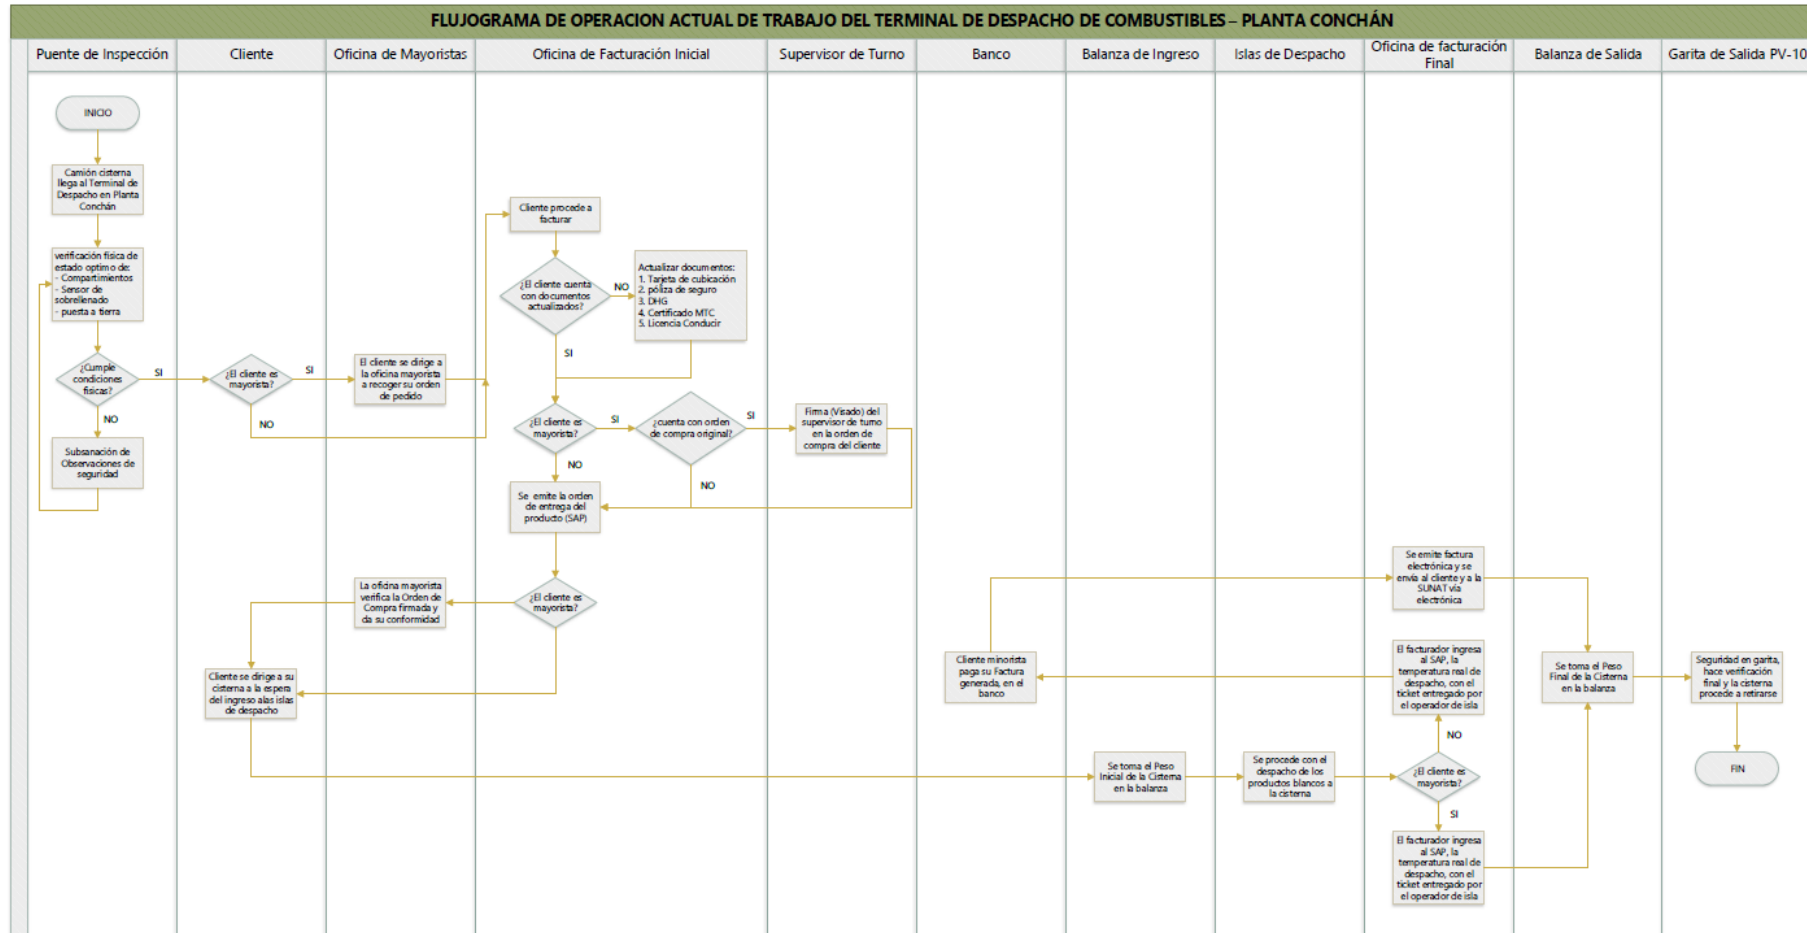 FLUJOGRAMA DE OPERACION ACTUAL DE TRABAJO DEL TERMINAL DE DESPACHO DE COMBUSTIBLES – PLANTA CONCHÁN
Puente de Inspección
Cliente
Oficina de Mayoristas
Oficina de Facturación Inicial
Supervisor de Turno
Banco
Balanza de Ingreso
Islas de Despacho
Oficina de facturación
Final
Balanza de Salida
Garita de Salida PV-10
INICIO
Camión cisterna
llega al Terminal de
Despacho en Planta
Conchán
verificación física de
estado optimo de:
- Compartimientos
- Sensor de
sobrellenado
- puesta a tierra
¿Cumple
condiciones
físicas?
SI
NO
Subsanación de
Observaciones de
seguridad
¿El cliente es
mayorista?
SI
NO
El cliente se dirige a
la oficina mayorista
a recoger su orden
de pedido
Cliente procede a
facturar
¿El cliente cuenta
con documentos
actualizados?
NO
SI
Actualizar documentos:
1. Tarjeta de cubicación
2. póliza de seguro
3. DHG
4. Certificado MTC
5. Licencia Conducir
¿El cliente es
mayorista?
SI
NO
¿cuenta con orden
de compra original?
SI
NO
Firma (Visado) del
supervisor de turno
en la orden de
compra del cliente
Se emite la orden
de entrega del
producto (SAP)
¿El cliente es
mayorista?
La oficina mayorista
verifica la Orden de
Compra firmada y
da su conformidad
Cliente se dirige a su
cisterna a la espera
del ingreso alas islas
de despacho
Se toma el Peso
Inicial de la Cisterna
en la balanza
Se procede con el
despacho de los
productos blancos a
la cisterna
¿El cliente es
mayorista?
NO
SI
El facturador ingresa
al SAP, la
temperatura real de
despacho, con el
ticket entregado por
el operador de isla
El facturador ingresa
al SAP, la
temperatura real de
despacho, con el
ticket entregado por
el operador de isla
Cliente minorista
paga su Factura
generada, en el
banco
Se emite factura
electrónica y se
envía al cliente y a la
SUNAT vía
electrónica
Se toma el Peso
Final de la Cisterna
en la balanza
Seguridad en garita,
hace verificación
final y la cisterna
procede a retirarse
FIN